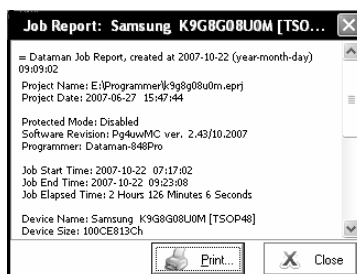 Job Report: Samsung K9G8G08U0M [TSO...
= Dataman Job Report, created at 2007-10-22 (year-month-day)
09:09:02
Project Name: E:\Programmer\k9g8g08u0m.eprj
Project Date: 2007-06-27 15:47:44
Protected Mode: Disabled
Software Revision: Pg4uwMC ver. 2.43/10.2007
Programmer: Dataman-848Pro
Job Start Time: 2007-10-22 07:17:02
Job End Time: 2007-10-22 09:23:08
Job Elapsed Time: 2 Hours 126 Minutes 6 Seconds
Device Name: Samsung K9G8G08U0M [TSOP48]
Device Size: 100CE813Ch
Print... Close